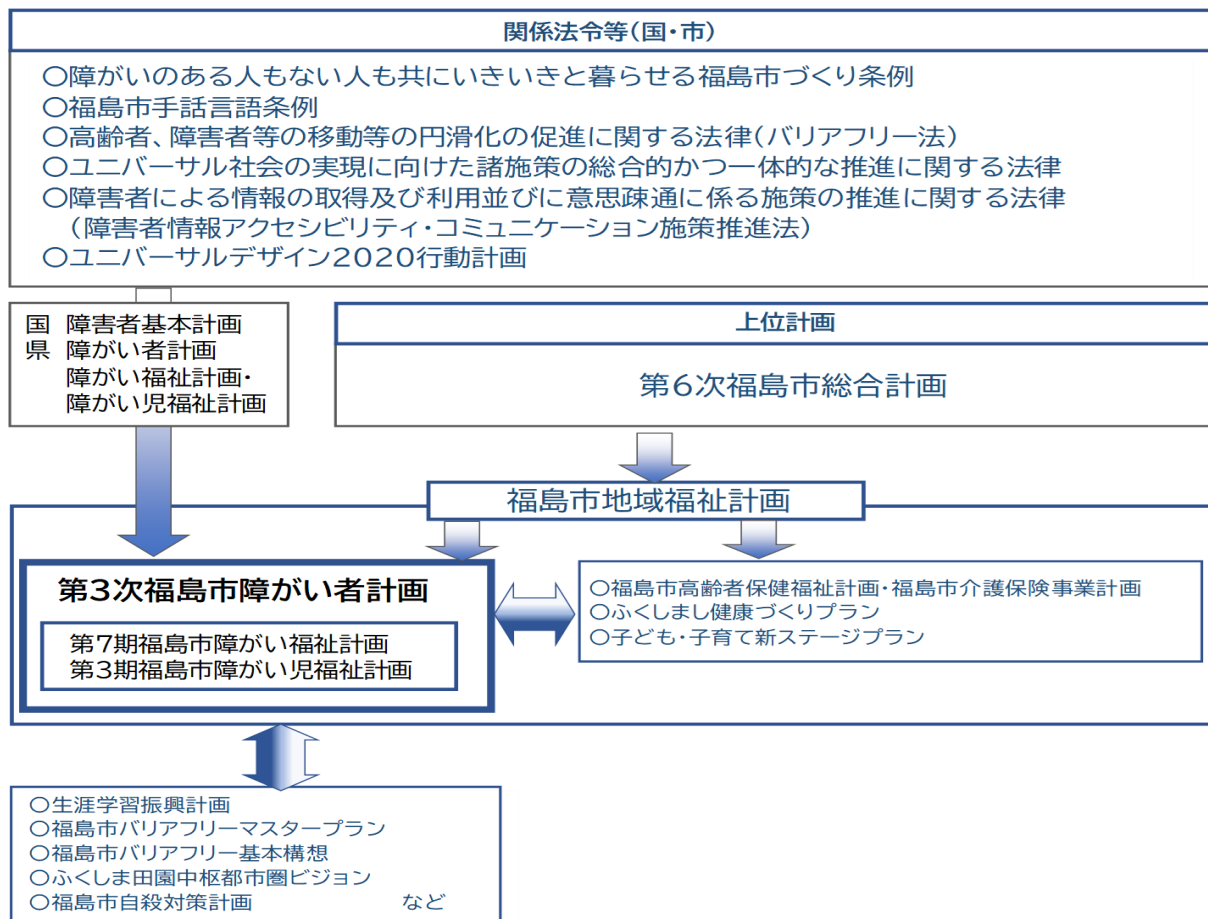 関係法令等(国・市)
○障がいのある人もない人も共にいきいきと暮らせる福島市づくり条例
○福島市手話言語条例
○高齢者、障害者等の移動等の円滑化の促進に関する法律(バリアフリー法)
○ユニバーサル社会の実現に向けた諸施策の総合的かつ一体的な推進に関する法律
○障害者による情報の取得及び利用並びに意思疎通に係る施策の推進に関する法律
(障害者情報アクセシビリティ・コミュニケーション施策推進法)
○ユニバーサルデザイン2020行動計画
国 障害者基本計画
県 障がい者計画
障がい福祉計画・
障がい児福祉計画
上位計画
第6次福島市総合計画
福島市地域福祉計画
第3次福島市障がい者計画
第7期福島市障がい福祉計画
第3期福島市障がい児福祉計画
○福島市高齢者保健福祉計画・福島市介護保険事業計画
○ふくしまし健康づくりプラン
○子ども・子育て新ステージプラン
○生涯学習振興計画
○福島市バリアフリーマスタープラン
○福島市バリアフリー基本構想
○ふくしま田園中枢都市圏ビジョン
○福島市自殺対策計画 など